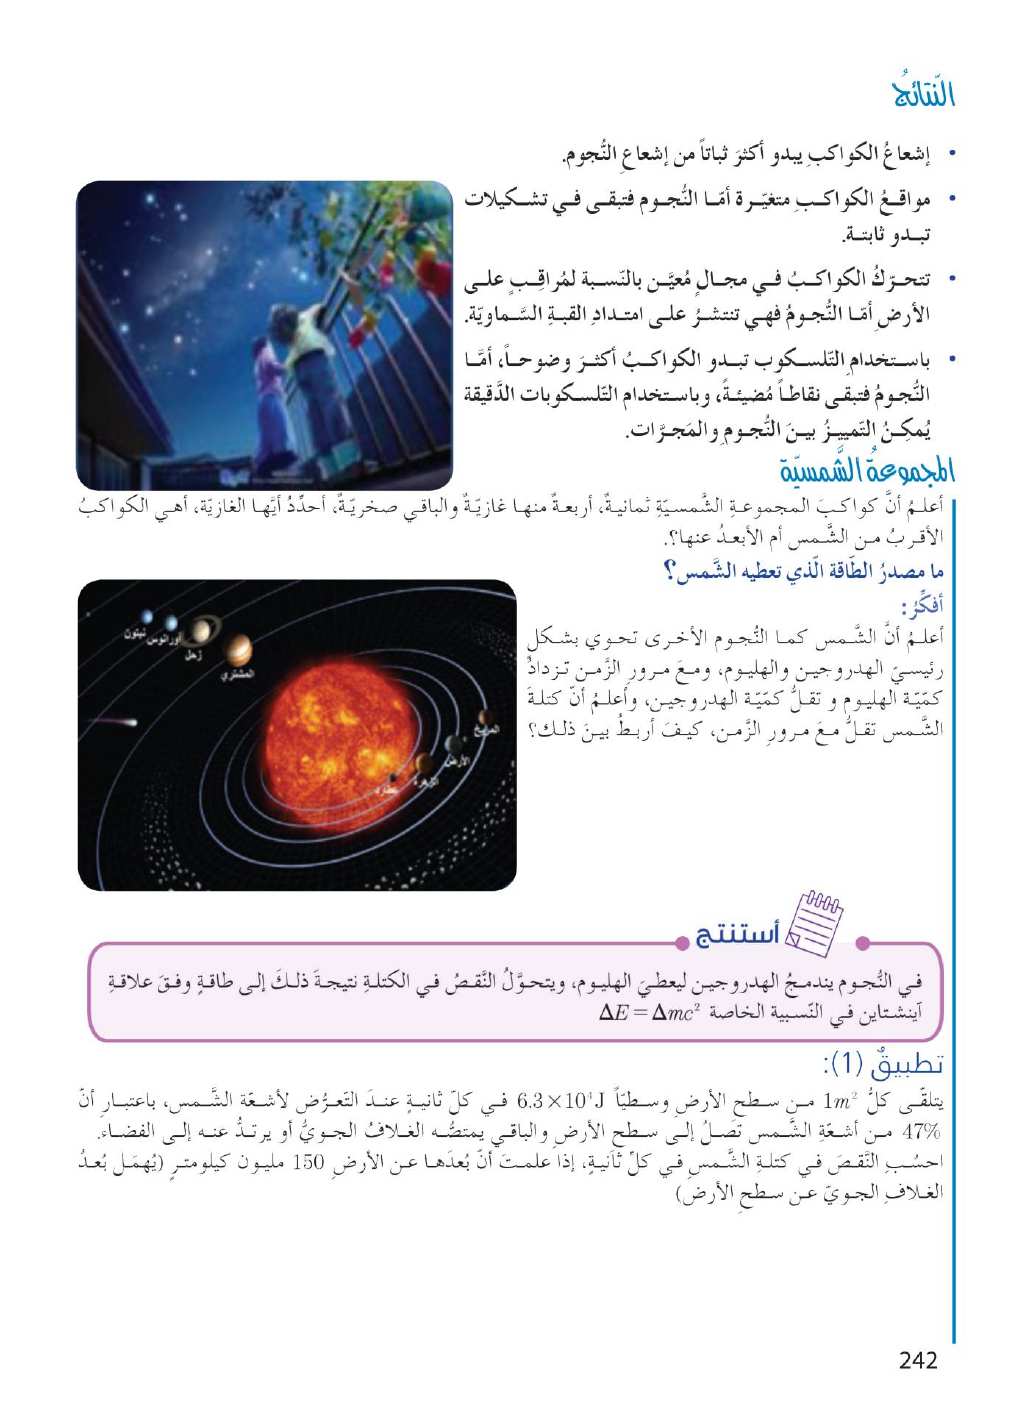 النّتائجُ
• إشعاعُ الكواكبِ يبدو أكثرَ ثباتاً من إشعاعِ النُّجوم.
• مواقعُ الكواكبِ متغيّرة أمّا النُّجوم فتبقى في تشكيلات
تبدو ثابتة.
• تتحرّكُ الكواكبُ في مجالٍ مُعيَّن بالنَسبة لمُراقِبٍ على
الأرضِ أمّا النُّجومُ فهي تنتشرُ على امتدادِ القبةِ السَّماويّة.
• باستخدامِ التّلسكوب تبدو الكواكبُ أكثرَ وضوحاً، أمَّا
النُّجومُ فتبقى نقاطاً مُضيئةً، وباستخدام التّلسكوبات الدَّقيقة
يُمكِنُ التّمييزُ بينَ النُّجومِ والمَجرَّات.
المجموعةُ الشَّمسيّة
أعلمُ أنَّ كواكبَ المجموعةِ الشَّمسيّةِ ثمانيةٌ، أربعةٌ منها غازيّةٌ والباقي صخريّةٌ، أحدِّدُ أيَّها الغازيّة، أهي الكواكبُ
الأقربُ من الشَّمس أم الأبعدُ عنها؟.
ما مصدرُ الطّاقة الّذي تعطيه الشَّمس؟
أفكِّرُ:
أعلمُ أنَّ الشَّمس كما النُّجوم الأخرى تحوي بشكلٍ
رئيسيّ الهدروجين والهليوم، ومعَ مرورِ الزَّمن تزدادُ
كمّيّة الهليوم و تقلُّ كمّيّة الهدروجين، وأعلمُ أنّ كتلةَ
الشَّمس تقلُّ معَ مرورِ الزَّمن، كيفَ أربطُ بينَ ذلك؟
نبتون
أورانوس
زحل
المشتري
المريخ
الأرض
الزهرة
عطارد
أستنتج
في النُّجوم يندمجُ الهدروجين ليعطيَ الهليوم، ويتحوَّلُ النَّقصُ في الكتلةِ نتيجةَ ذلكَ إلى طاقةٍ وفقَ علاقةِ
آينشتاين في النّسبية الخاصة ΔE = Δmc²
تطبيقٌ (1):
يتلقّى كلُّ 1m² من سطحِ الأرضِ وسطيّاً 6.3×10⁴J في كلّ ثانيةٍ عندَ التّعرُّض لأشعّة الشَّمس، باعتبارِ أنّ
47% من أشعّةِ الشَّمس تصلُ إلى سطحِ الأرضِ والباقي يمتصُّه الغلافُ الجويُّ أو يرتدُّ عنه إلى الفضاء.
احسُبِ النَّقصَ في كتلةِ الشَّمسِ في كلِّ ثانيةٍ، إذا علمتَ أنّ بُعدَها عن الأرضِ 150 مليون كيلومترٍ (يُهمَل بُعدُ
الغلافِ الجويّ عن سطحِ الأرض)
242